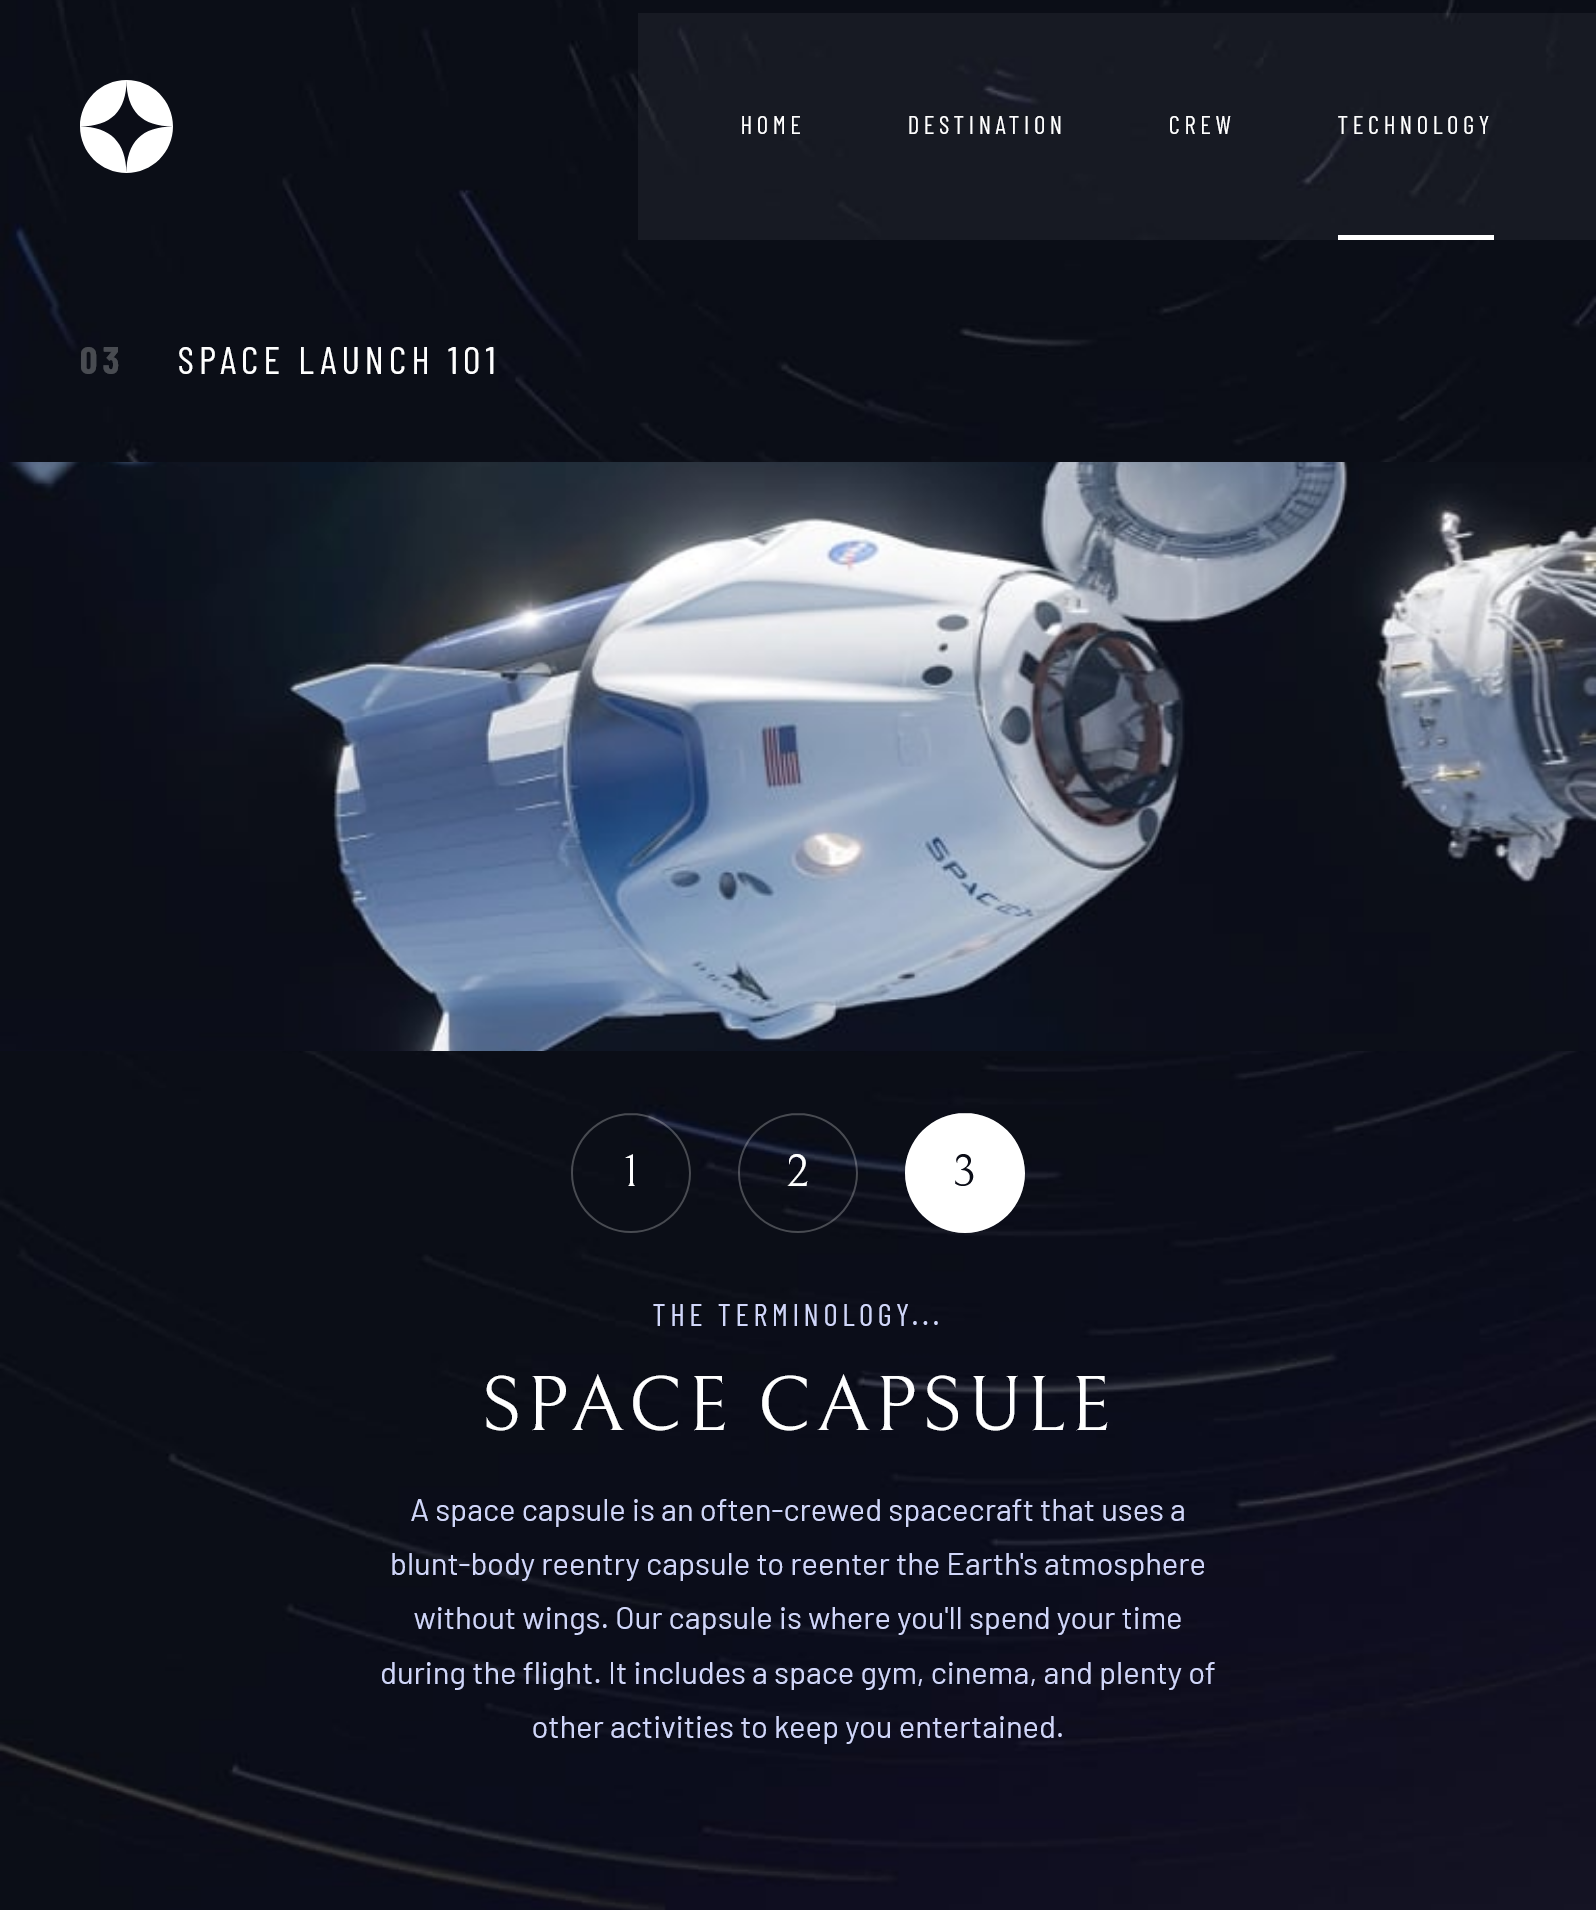 HOME DESTINATION CREW TECHNOLOGY
03 SPACE LAUNCH 101
SPACEX
1 2 3
THE TERMINOLOGY...
SPACE CAPSULE
A space capsule is an often-crewed spacecraft that uses a
blunt-body reentry capsule to reenter the Earth's atmosphere
without wings. Our capsule is where you'll spend your time
during the flight. It includes a space gym, cinema, and plenty of
other activities to keep you entertained.